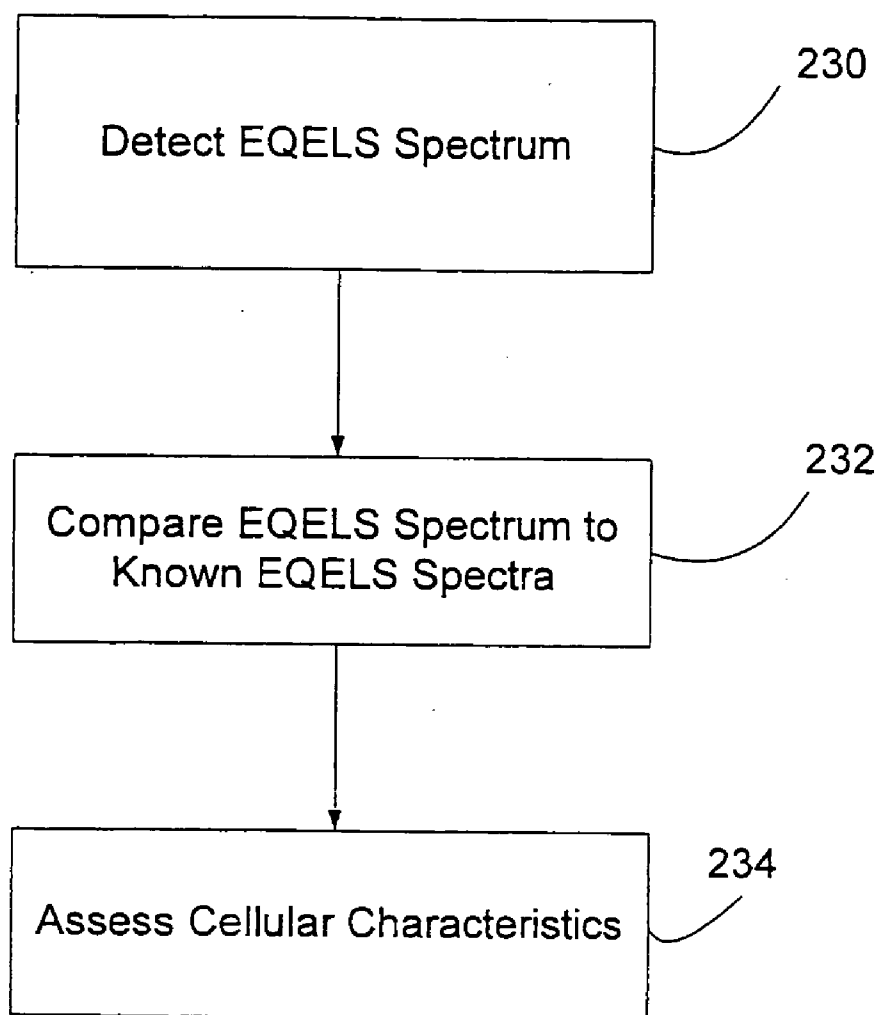 230
Detect EQELS Spectrum
232
Compare EQELS Spectrum to
Known EQELS Spectra
234
Assess Cellular Characteristics